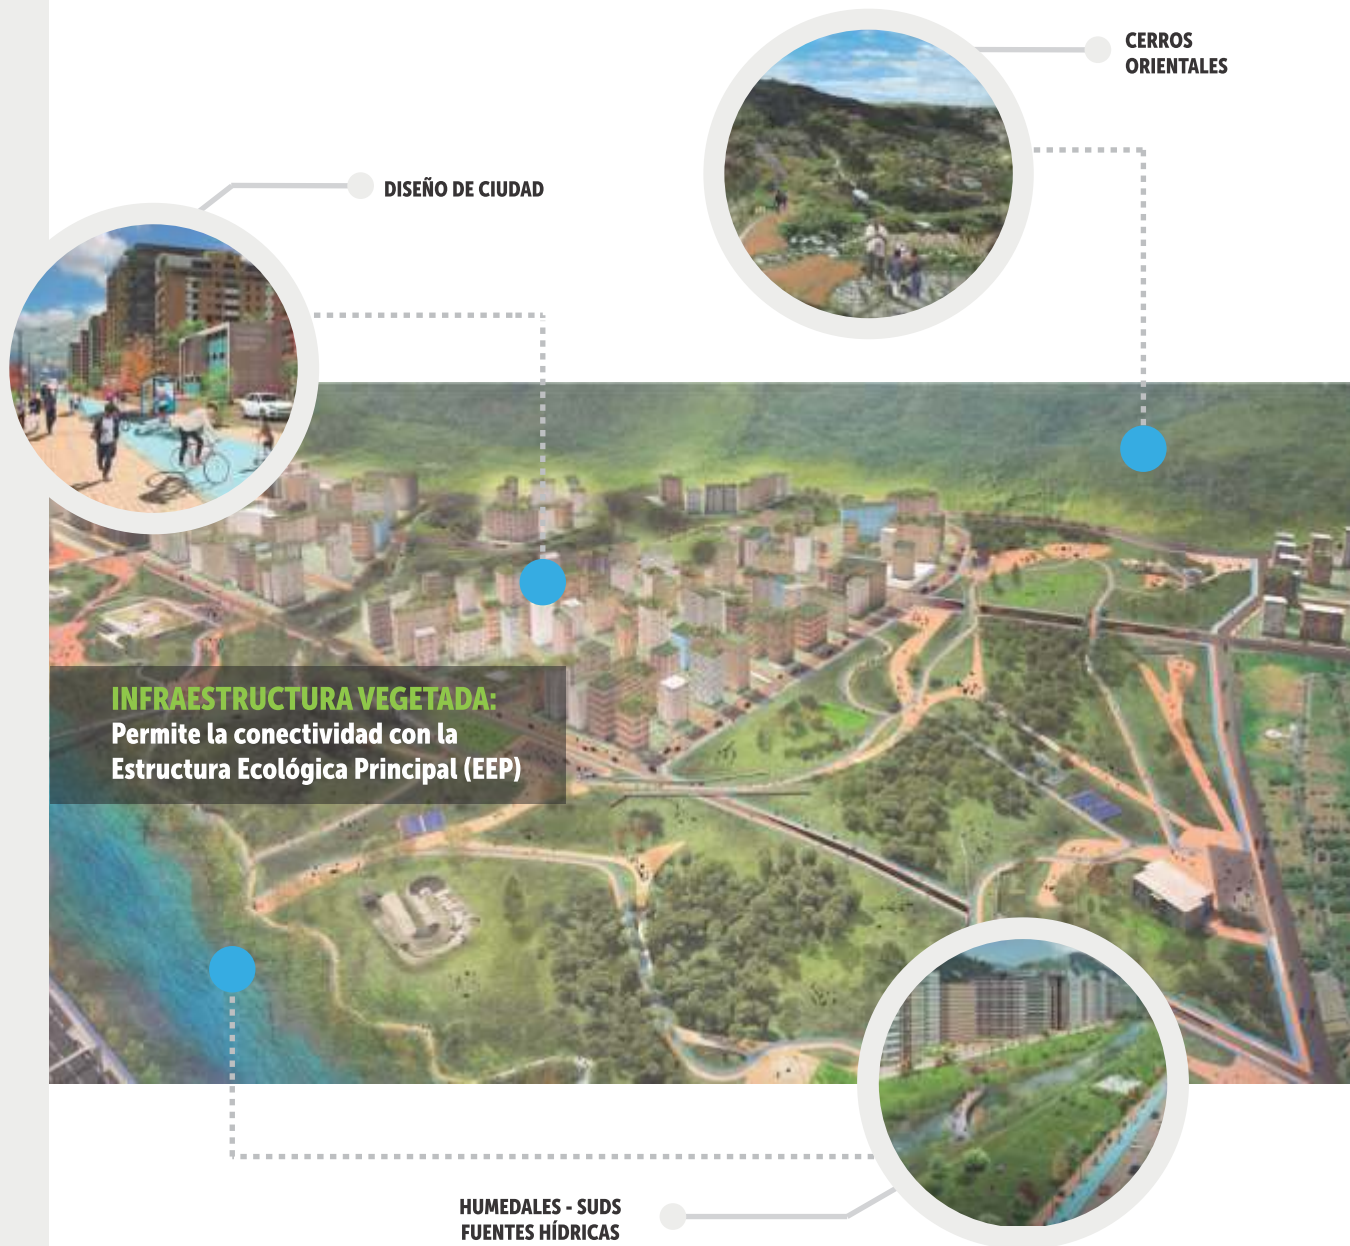 CERROS
ORIENTALES
DISEÑO DE CIUDAD
INFRAESTRUCTURA VEGETADA:
Permite la conectividad con la
Estructura Ecológica Principal (EEP)
HUMEDALES - SUDS
FUENTES HÍDRICAS